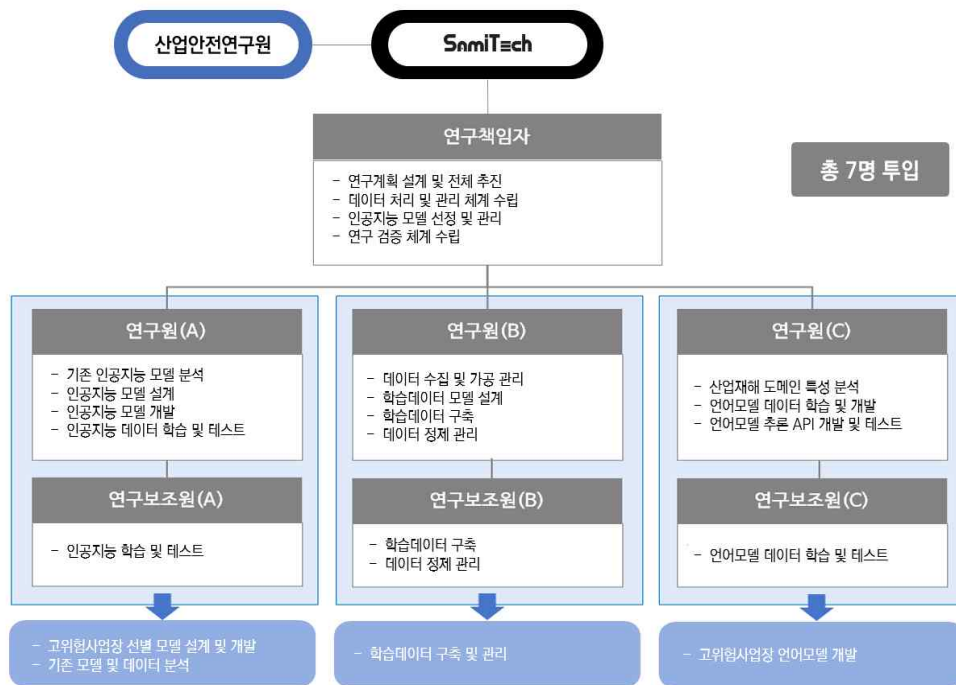 산업안전연구원
SamiTech
연구책임자
- 연구계획 설계 및 전체 추진
- 데이터 처리 및 관리 체계 수립
- 인공지능 모델 선정 및 관리
- 연구 검증 체계 수립
총 7명 투입
연구원(A)
- 기존 인공지능 모델 분석
- 인공지능 모델 설계
- 인공지능 모델 개발
- 인공지능 데이터 학습 및 테스트
연구보조원(A)
- 인공지능 학습 및 테스트
- 고위험사업장 선별 모델 설계 및 개발
- 기존 모델 및 데이터 분석
연구원(B)
- 데이터 수집 및 가공 관리
- 학습데이터 모델 설계
- 학습데이터 구축
- 데이터 정제 관리
연구보조원(B)
- 학습데이터 구축
- 데이터 정제 관리
- 학습데이터 구축 및 관리
연구원(C)
- 산업재해 도메인 특성 분석
- 언어모델 데이터 학습 및 개발
- 언어모델 추론 API 개발 및 테스트
연구보조원(C)
- 언어모델 데이터 학습 및 테스트
- 고위험사업장 언어모델 개발